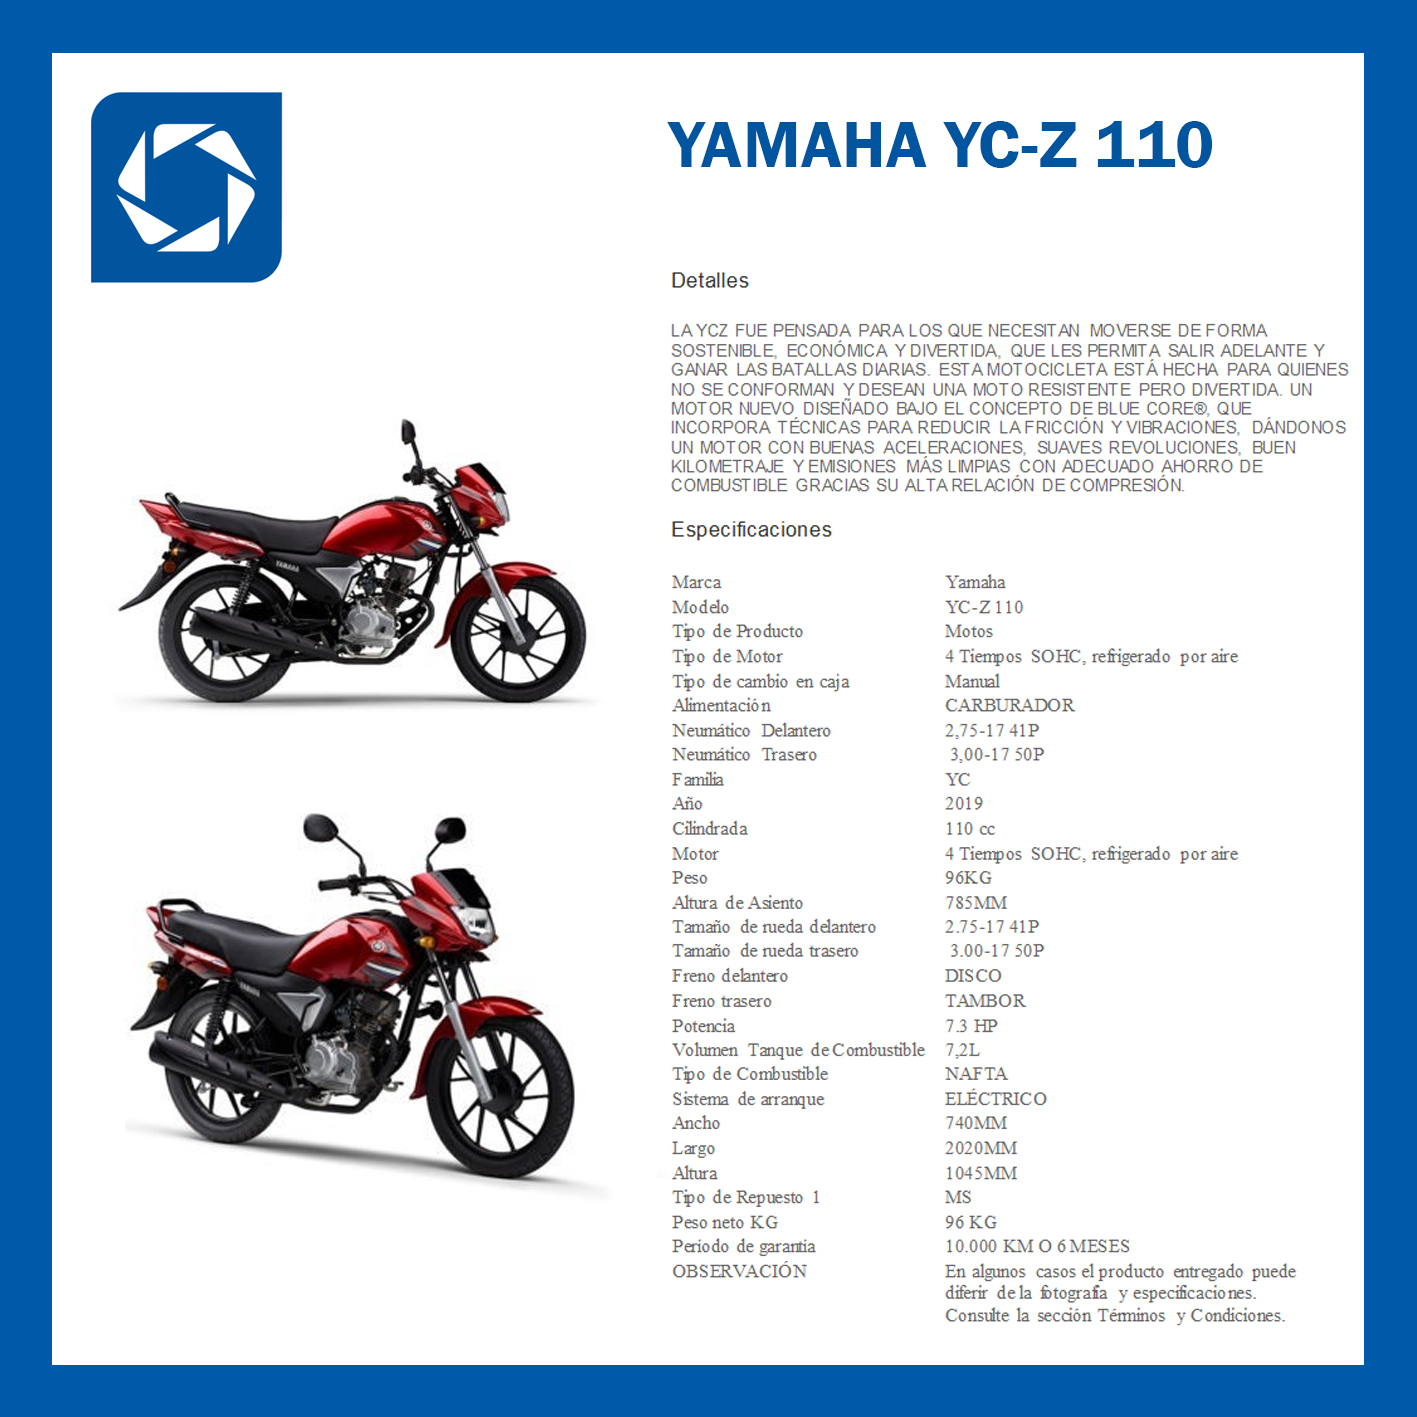 YAMAHA YC-Z 110
Detalles
LA YCZ FUE PENSADA PARA LOS QUE NECESITAN MOVERSE DE FORMA
SOSTENIBLE, ECONÓMICA Y DIVERTIDA, QUE LES PERMITA SALIR ADELANTE Y
GANAR LAS BATALLAS DIARIAS. ESTA MOTOCICLETA ESTÁ HECHA PARA QUIENES
NO SE CONFORMAN Y DESEAN UNA MOTO RESISTENTE PERO DIVERTIDA. UN
MOTOR NUEVO DISEÑADO BAJO EL CONCEPTO DE BLUE CORE®, QUE
INCORPORA TÉCNICAS PARA REDUCIR LA FRICCIÓN Y VIBRACIONES, DÁNDONOS
UN MOTOR CON BUENAS ACELERACIONES, SUAVES REVOLUCIONES, BUEN
KILOMETRAJE Y EMISIONES MÁS LIMPIAS CON ADECUADO AHORRO DE
COMBUSTIBLE GRACIAS SU ALTA RELACIÓN DE COMPRESIÓN.
Especificaciones
Marca Yamaha
Modelo YC-Z 110
Tipo de Producto Motos
Tipo de Motor 4 Tiempos SOHC, refrigerado por aire
Tipo de cambio en caja Manual
Alimentación CARBURADOR
Neumático Delantero 2,75-17 41P
Neumático Trasero 3,00-17 50P
Familia YC
Año 2019
Cilindrada 110 cc
Motor 4 Tiempos SOHC, refrigerado por aire
Peso 96KG
Altura de Asiento 785MM
Tamaño de rueda delantero 2.75-17 41P
Tamaño de rueda trasero 3.00-17 50P
Freno delantero DISCO
Freno trasero TAMBOR
Potencia 7.3 HP
Volumen Tanque de Combustible 7,2L
Tipo de Combustible NAFTA
Sistema de arranque ELÉCTRICO
Ancho 740MM
Largo 2020MM
Altura 1045MM
Tipo de Repuesto 1 MS
Peso neto KG 96 KG
Periodo de garantia 10.000 KM O 6 MESES
OBSERVACIÓN En algunos casos el producto entregado puede
diferir de la fotografía y especificaciones.
Consulte la sección Términos y Condiciones.
YAMAHA
YAMAHA